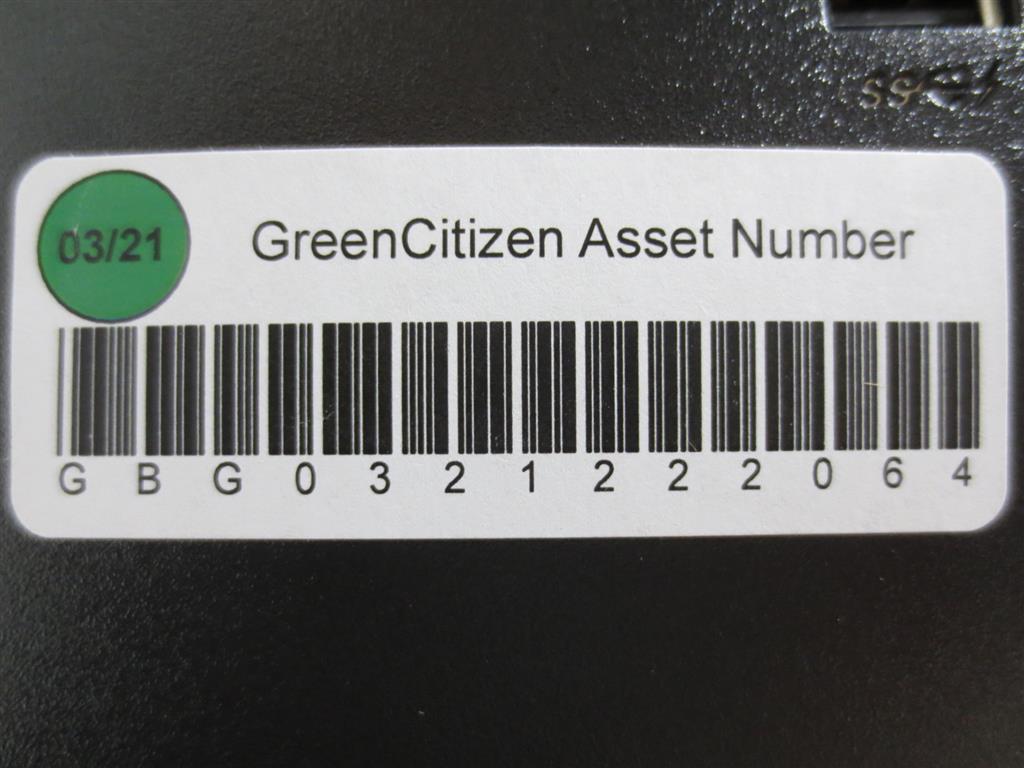 03/21
GreenCitizen Asset Number
GBG0321222064